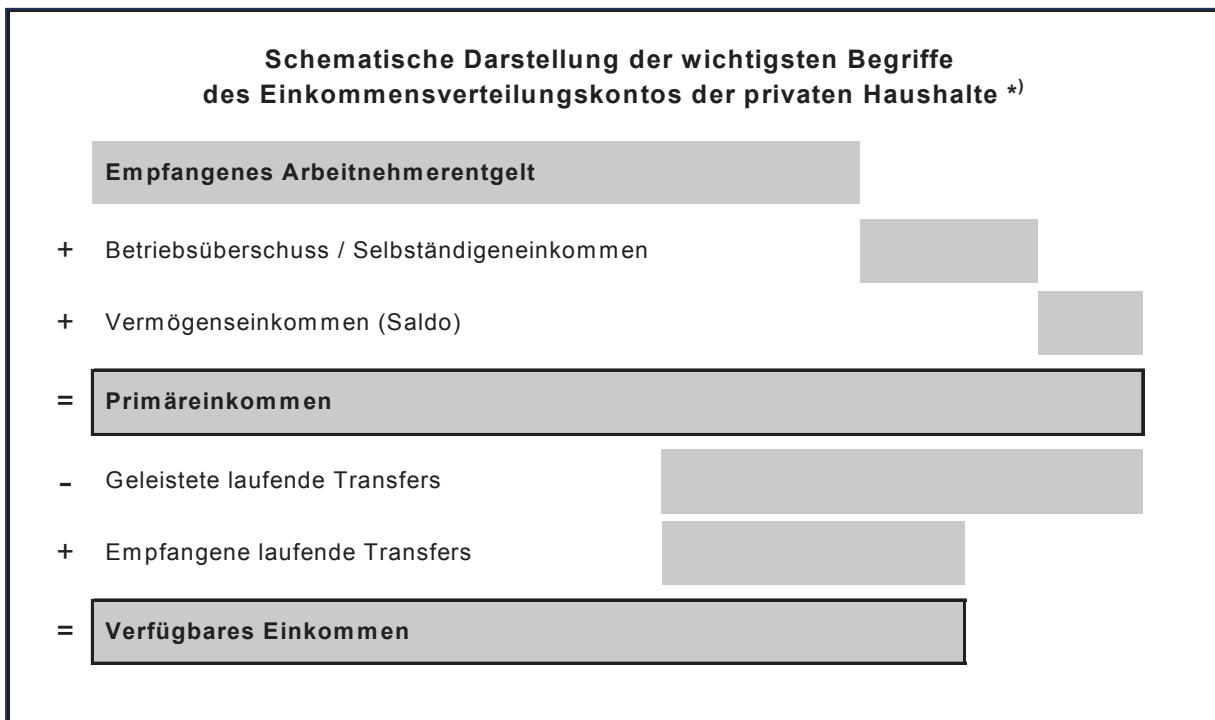 Schematische Darstellung der wichtigsten Begriffe
des Einkommensverteilungskontos der privaten Haushalte *)
Empfangenes Arbeitnehmerentgelt
+ Betriebsüberschuss / Selbständigeneinkommen
+ Vermögenseinkommen (Saldo)
= Primäreinkommen
- Geleistete laufende Transfers
+ Empfangene laufende Transfers
= Verfügbares Einkommen